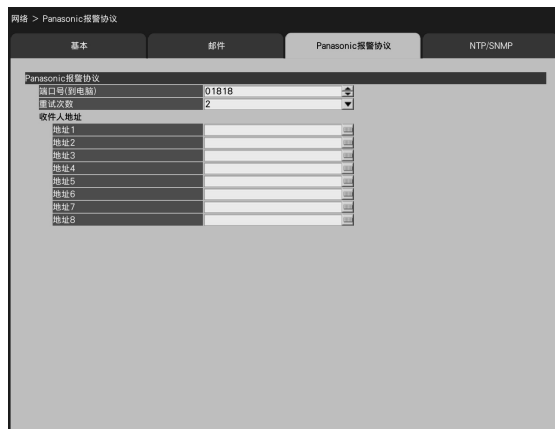 网络 > Panasonic报警协议
基本 邮件 Panasonic报警协议 NTP/SNMP
Panasonic报警协议
端口号(到电脑) 01818
重试次数 2
收件人地址
地址1
地址2
地址3
地址4
地址5
地址6
地址7
地址8